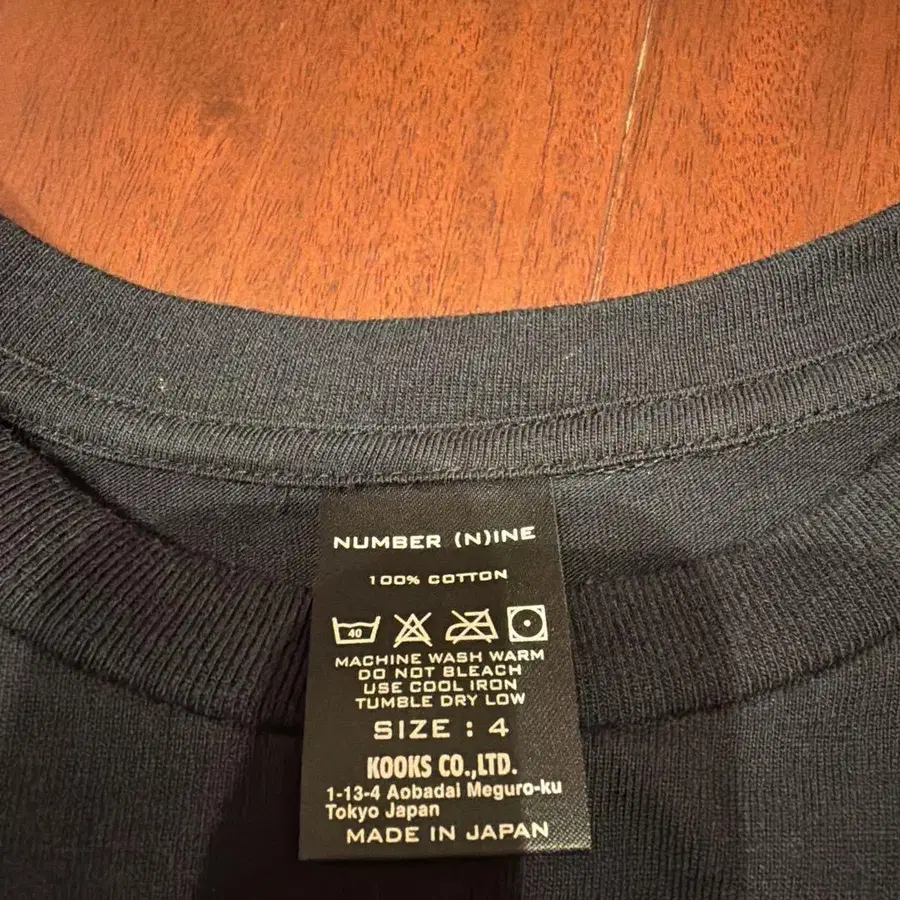 NUMBER (N)INE
100% COTTON
40
MACHINE WASH WARM
DO NOT BLEACH
USE COOL IRON
TUMBLE DRY LOW
SIZE : 4
KOOKS CO.,LTD.
1-13-4 Aobadai Meguro-ku
Tokyo Japan
MADE IN JAPAN